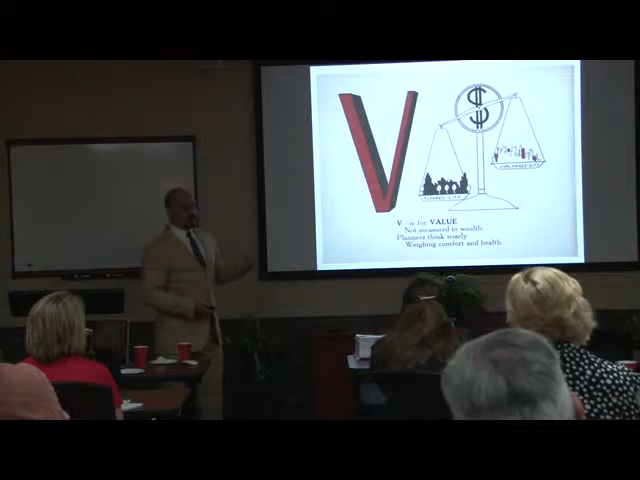 V
$
PLANNED CITY
UNPLANNED CITY
V—is for VALUE
Not measured in wealth.
Planners think wisely
Weighing comfort and health.